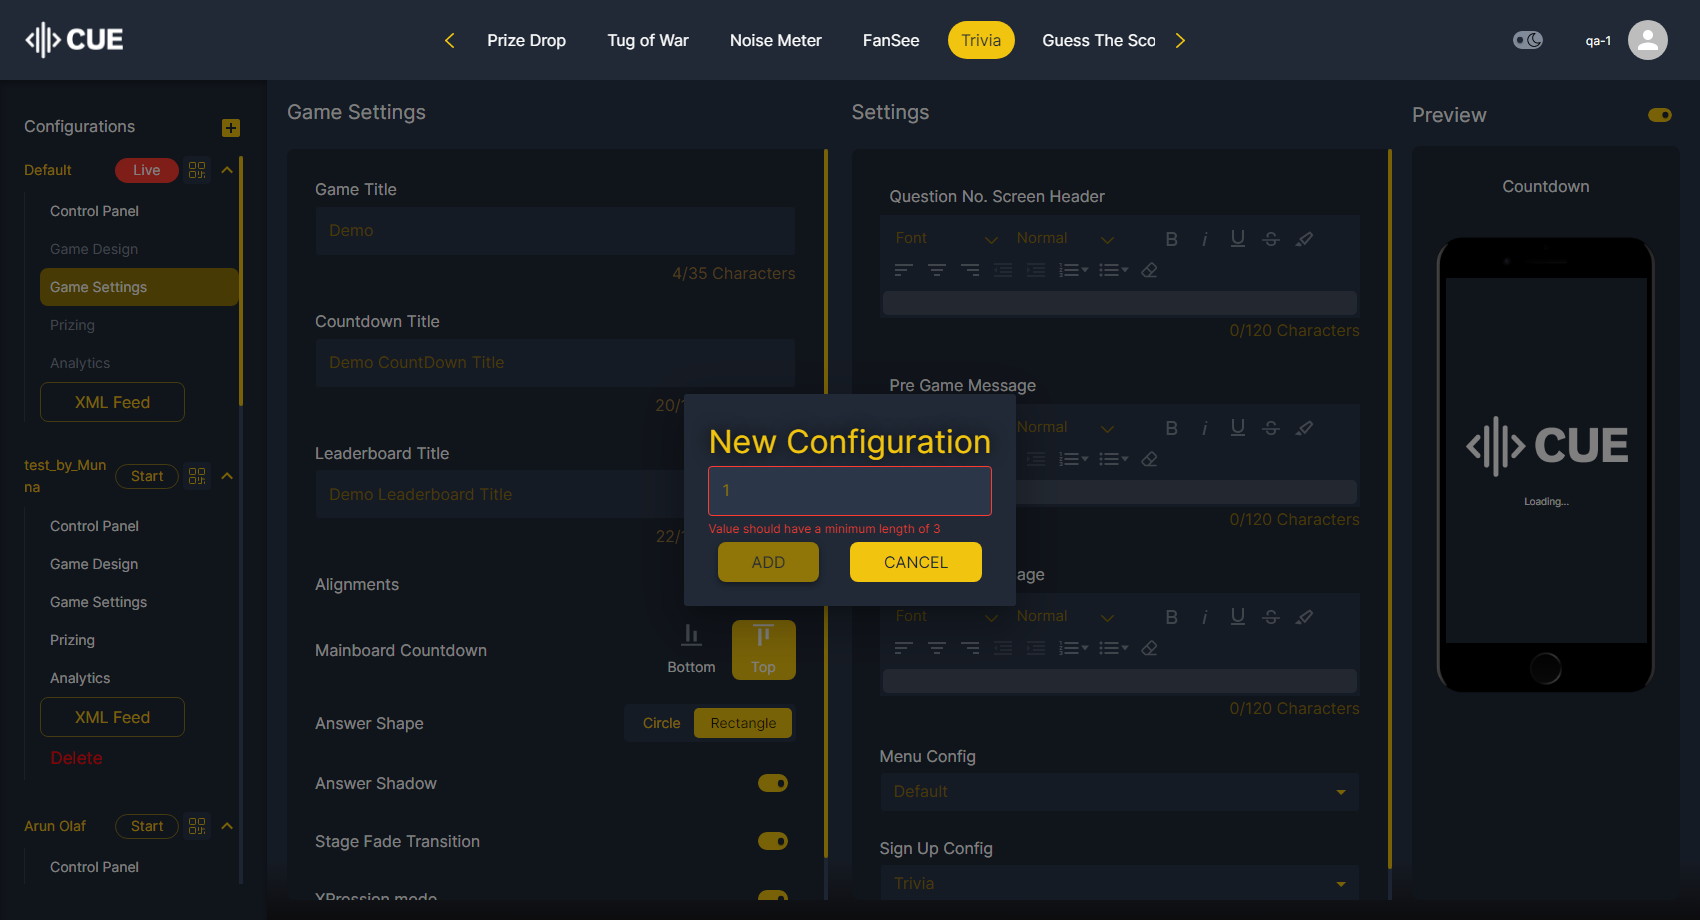 CUE
Prize Drop
Tug of War
Noise Meter
FanSee
Trivia
Guess The Sco
qa-1
Configurations
Default
Live
Control Panel
Game Design
Game Settings
Prizing
Analytics
XML Feed
test_by_Mun
na
Start
Control Panel
Game Design
Game Settings
Prizing
Analytics
XML Feed
Delete
Arun Olaf
Start
Control Panel
Game Settings
Game Title
Demo
4/35 Characters
Countdown Title
Demo CountDown Title
20/
Leaderboard Title
Demo Leaderboard Title
22/
Alignments
Mainboard Countdown
Bottom
Top
Answer Shape
Circle
Rectangle
Answer Shadow
Stage Fade Transition
XPression mode
New Configuration
1
Value should have a minimum length of 3
ADD
CANCEL
Settings
Question No. Screen Header
Font
Normal
B i U S
0/120 Characters
Pre Game Message
Normal
B i U S
0/120 Characters
age
Font
Normal
B i U S
0/120 Characters
Menu Config
Default
Sign Up Config
Trivia
Preview
Countdown
CUE
Loading...